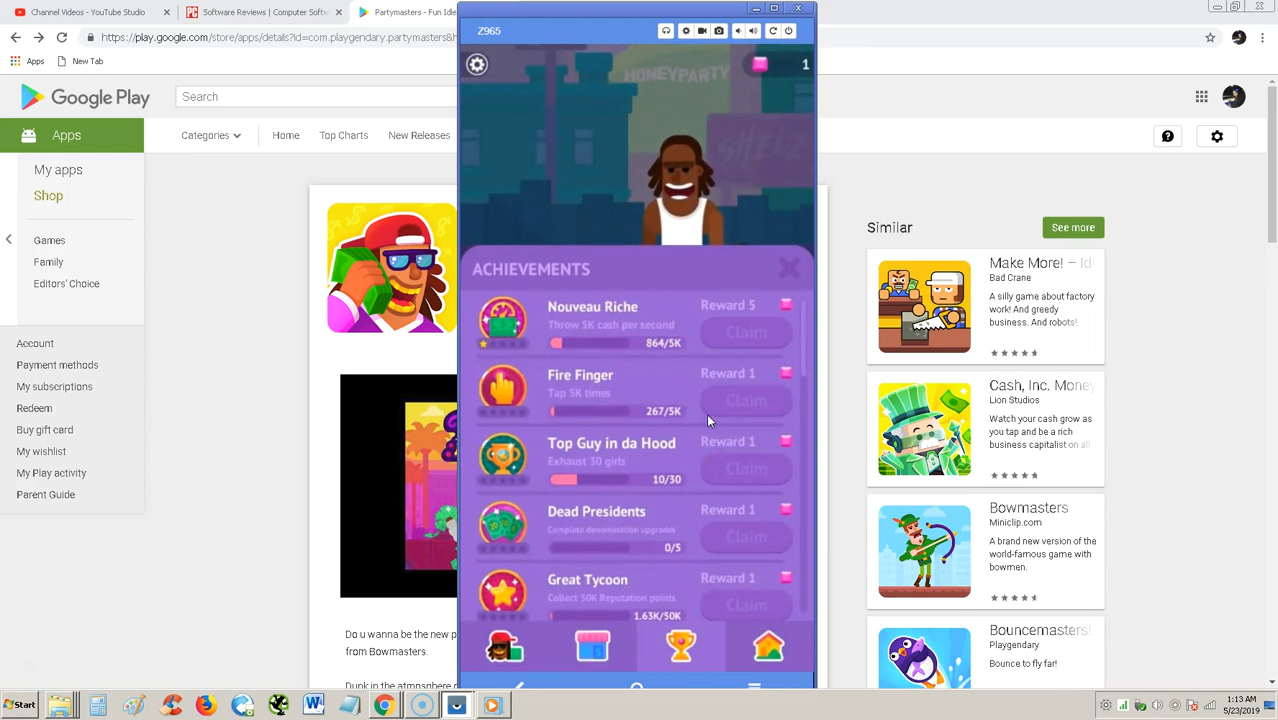 Channel Videos - YouTube Studio
Software Reviews | Computer Softw
Partymasters - Fun Idle
https://play.google.com/store/apps/details?id=com.playgendary.partymasters&h
Apps
New Tab
Google Play
Search
Apps
Categories
Home
Top Charts
New Releases
My apps
Shop
Games
Family
Editors' Choice
Account
Payment methods
My subscriptions
Redeem
Buy gift card
My wishlist
My Play activity
Parent Guide
Do u wanna be the new p
from Bowmasters.
Dunk in the atmosphere
Z965
HONEYPARTY
1
ACHIEVEMENTS
Nouveau Riche
Reward 5
Throw 5K cash per second
Claim
864/5K
Fire Finger
Reward 1
Tap 5K times
Claim
267/5K
Top Guy in da Hood
Reward 1
Exhaust 30 girls
Claim
10/30
Dead Presidents
Reward 1
Complete denomination upgrades
Claim
0/5
Great Tycoon
Reward 1
Collect 50K Reputation points
Claim
1.63K/50K
Similar
See more
Make More! – Id
Bad Crane
A silly game about factory
work! And greedy
business. And robots!
Cash, Inc. Money
Lion Studios
Watch your cash grow as
you tap and be a rich
business capitalist on all
Bowmasters
Miniclip.com
A brand new version of the
world-famous game with
bowmen.
Bouncemasters!
Playgendary
Bounce to fly far!
Start
1:13 AM
5/23/2019